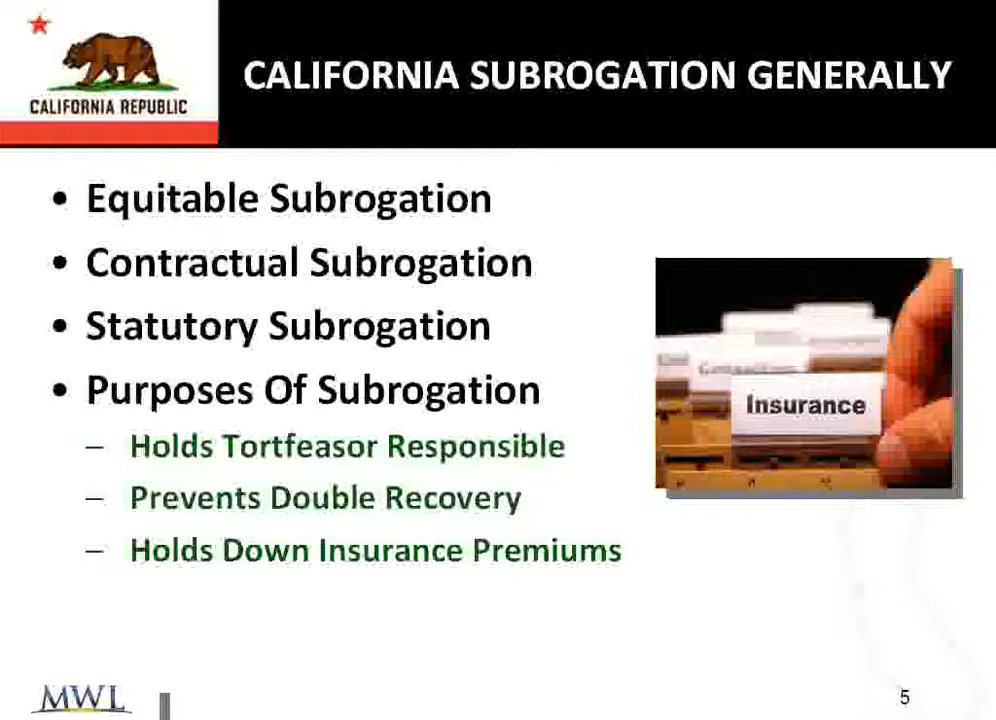 CALIFORNIA REPUBLIC
CALIFORNIA SUBROGATION GENERALLY
• Equitable Subrogation
• Contractual Subrogation
• Statutory Subrogation
• Purposes Of Subrogation
– Holds Tortfeasor Responsible
– Prevents Double Recovery
– Holds Down Insurance Premiums
Insurance
MWL
5